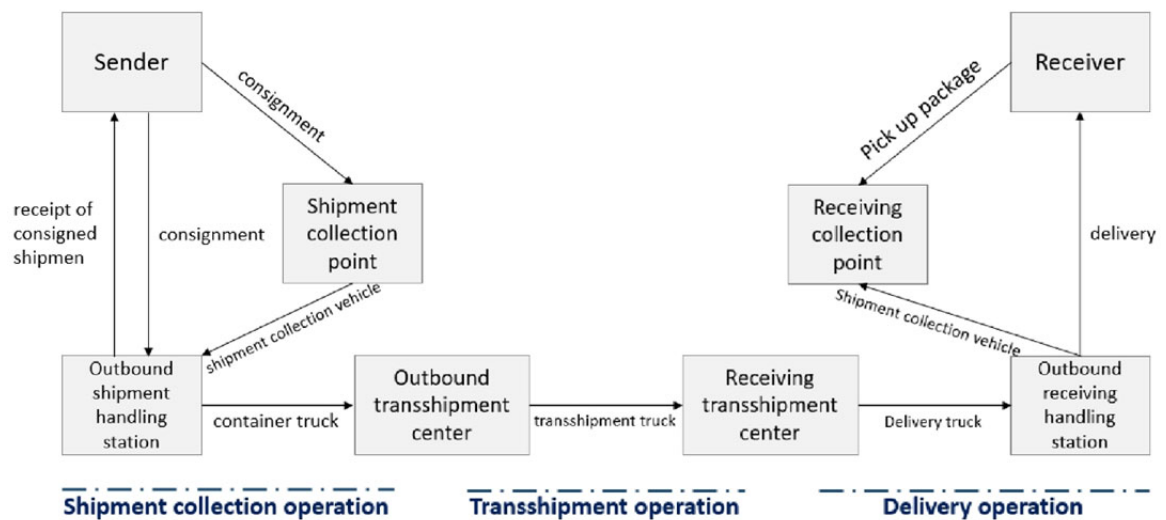 Sender
consignment
Pick up package
Receiver
receipt of
consigned
shipmen
consignment
Shipment
collection
point
Receiving
collection
point
delivery
shipment collection vehicle
Shipment collection vehicle
Outbound
shipment
handling
station
container truck
Outbound
transshipment
center
transshipment truck
Receiving
transshipment
center
Delivery truck
Outbound
receiving
handling
station
Shipment collection operation
Transshipment operation
Delivery operation